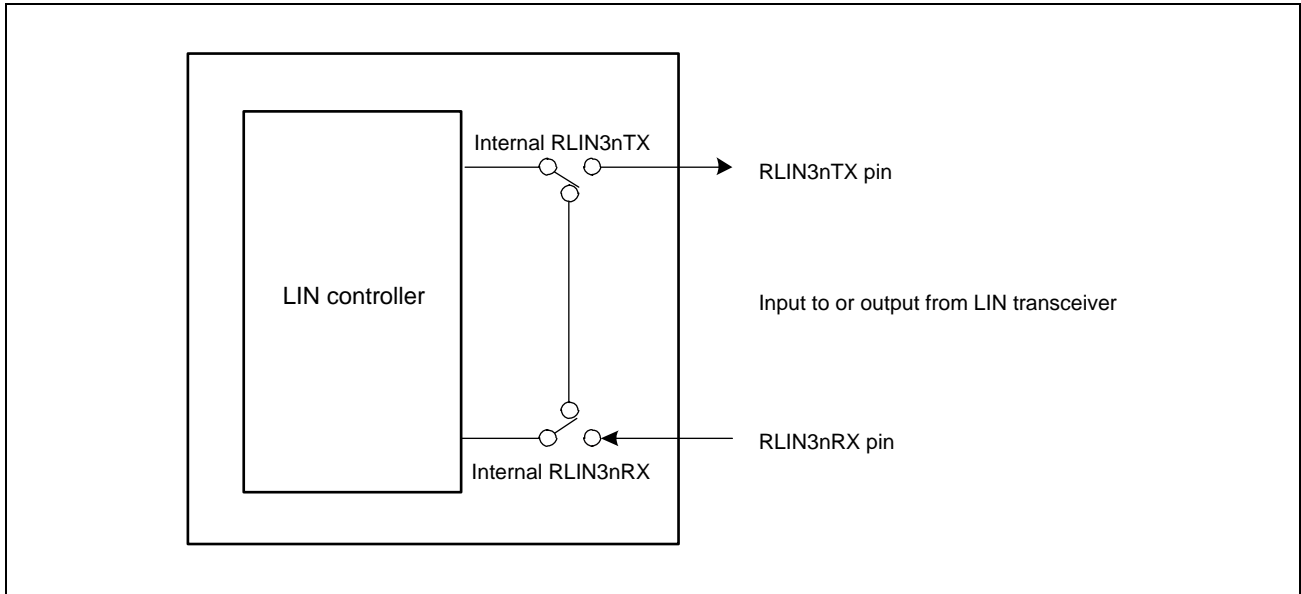 Internal RLIN3nTX
RLIN3nTX pin
LIN controller
Input to or output from LIN transceiver
RLIN3nRX pin
Internal RLIN3nRX